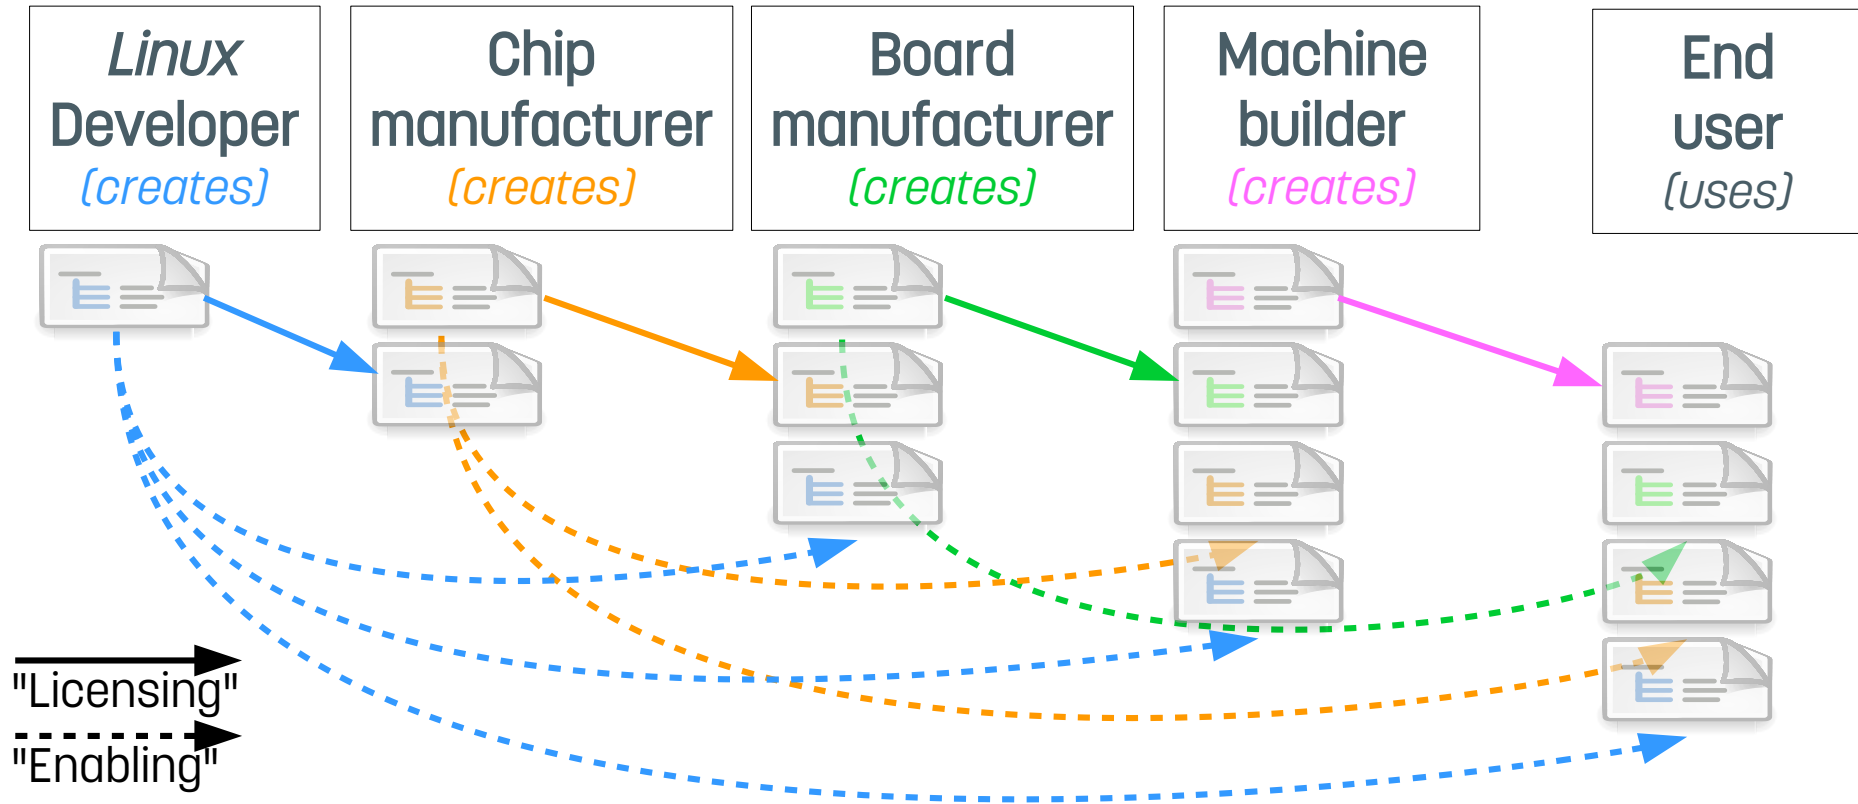 Linux
Developer
(creates)
Chip
manufacturer
(creates)
Board
manufacturer
(creates)
Machine
builder
(creates)
End
user
(uses)
"Licensing"
"Enabling"